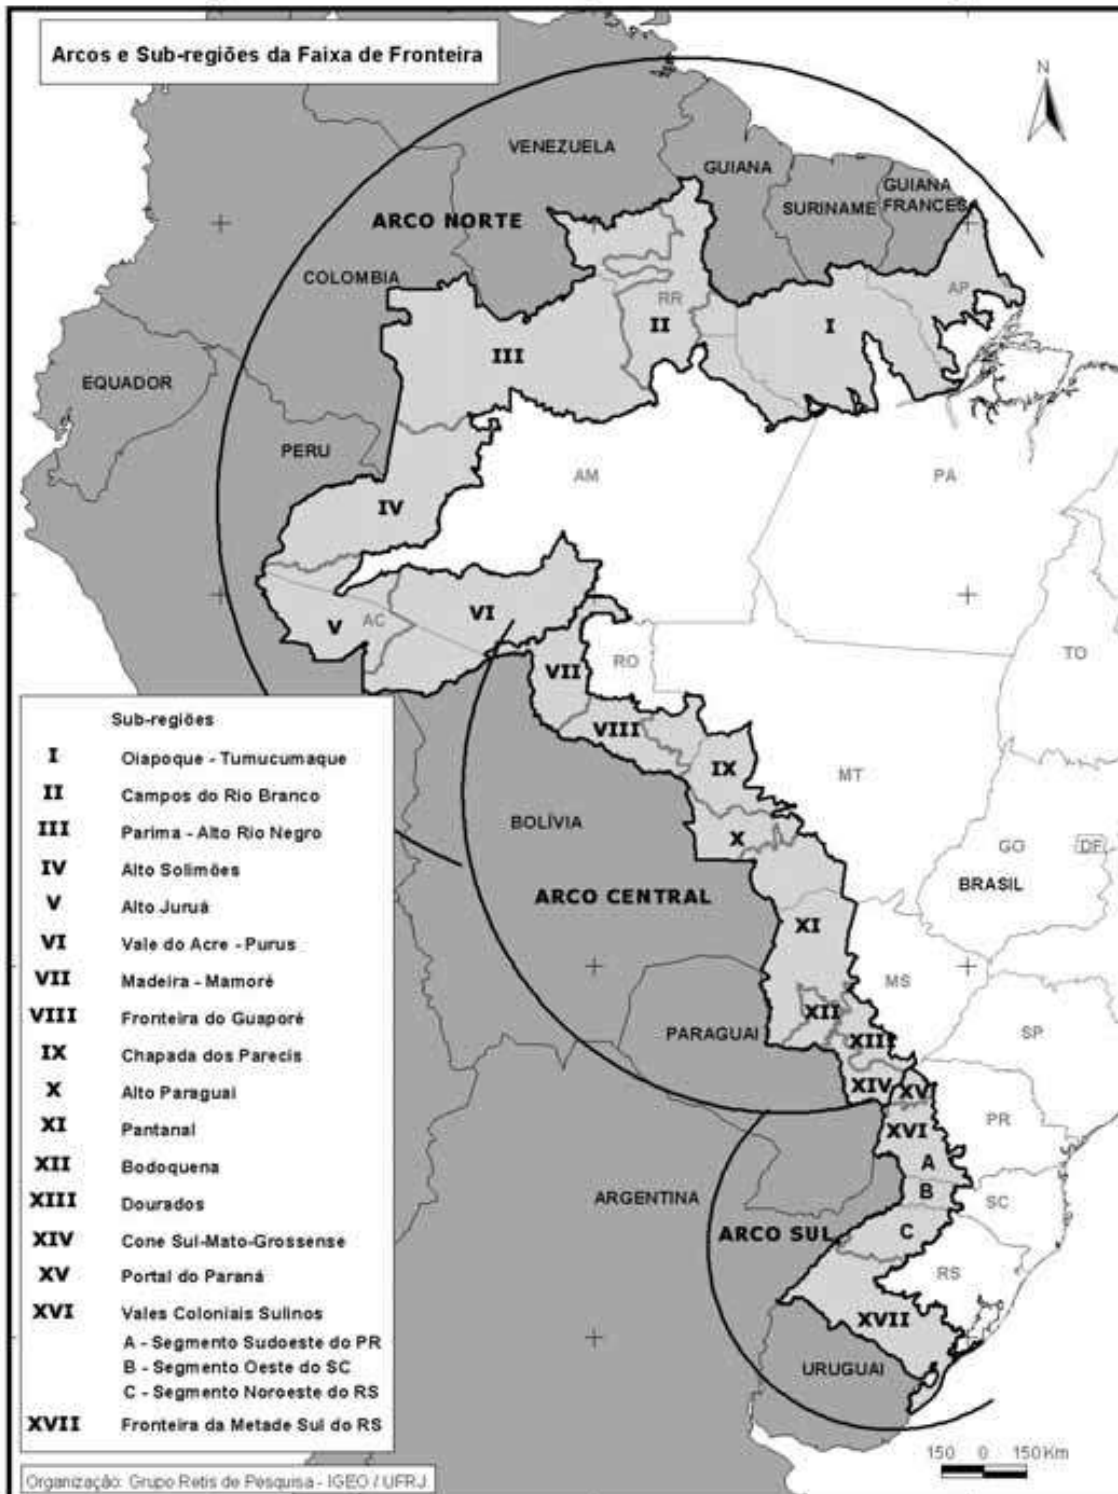 Arcos e Sub-regiões da Faixa de Fronteira
N
VENEZUELA
GUIANA
SURINAME
GUIANA
FRANCES
ARCO NORTE
COLOMBIA
RR
AP
II
I
III
EQUADOR
PERU
AM
PA
IV
V
AC
VI
RO
TO
VII
VIII
IX
MT
BOLÍVIA
X
GO
DF
BRASIL
ARCO CENTRAL
XI
MS
PARAGUAI
XII
XIII
SP
XIV
XV
PR
XVI
A
B
SC
ARGENTINA
ARCO SUL
C
RS
XVII
URUGUAI
Sub-regiões
I Oiapoque - Tumucumaque
II Campos do Rio Branco
III Parima - Alto Rio Negro
IV Alto Solimões
V Alto Juruá
VI Vale do Acre - Purus
VII Madeira - Mamoré
VIII Fronteira do Guaporé
IX Chapada dos Parecis
X Alto Paraguai
XI Pantanal
XII Bodoquena
XIII Dourados
XIV Cone Sul-Mato-Grossense
XV Portal do Paraná
XVI Vales Coloniais Sulinos
A - Segmento Sudoeste do PR
B - Segmento Oeste do SC
C - Segmento Noroeste do RS
XVII Fronteira da Metade Sul do RS
150 0 150 Km
Organização: Grupo Retis de Pesquisa - IGEO / UFRJ